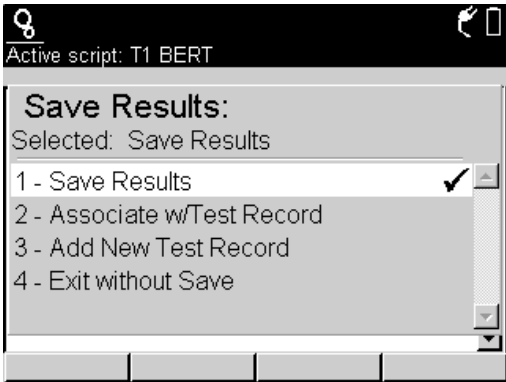 Active script: T1 BERT
Save Results:
Selected: Save Results
1 - Save Results
2 - Associate w/Test Record
3 - Add New Test Record
4 - Exit without Save